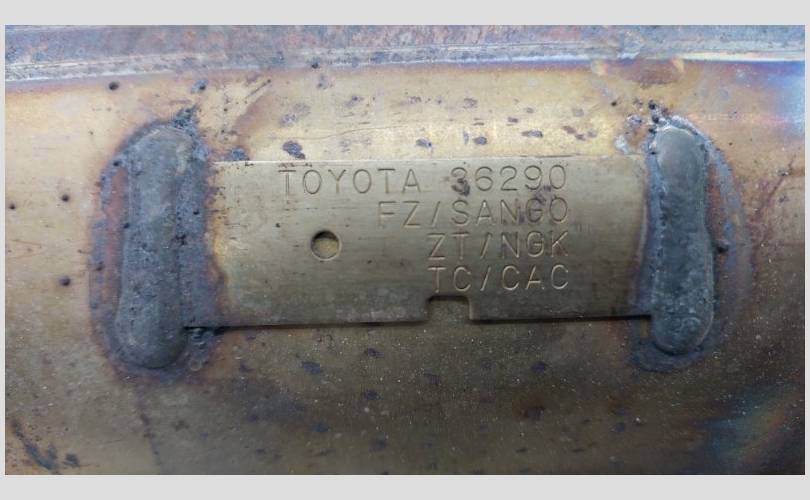 TOYOTA 36290
FZ/SANGO
ZT/NGK
TC/CAC